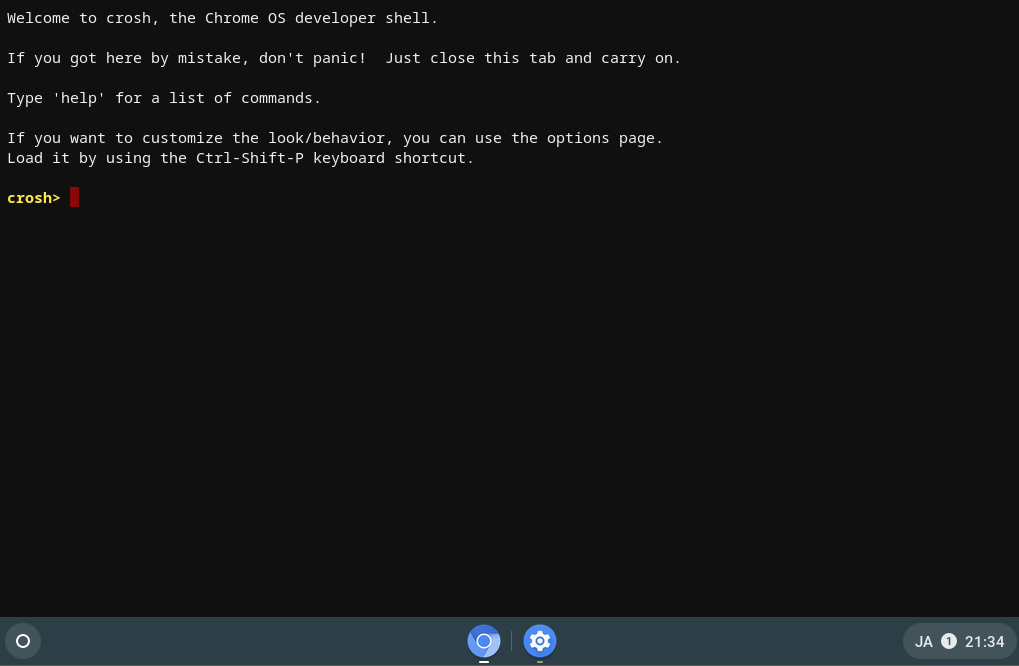 Welcome to crosh, the Chrome OS developer shell.
If you got here by mistake, don't panic!  Just close this tab and carry on.
Type 'help' for a list of commands.
If you want to customize the look/behavior, you can use the options page.
Load it by using the Ctrl-Shift-P keyboard shortcut.
crosh>
JA 1 21:34